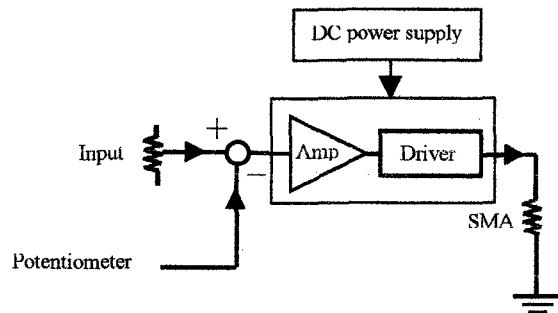 DC power supply
+
Input
Amp
Driver
−
SMA
Potentiometer